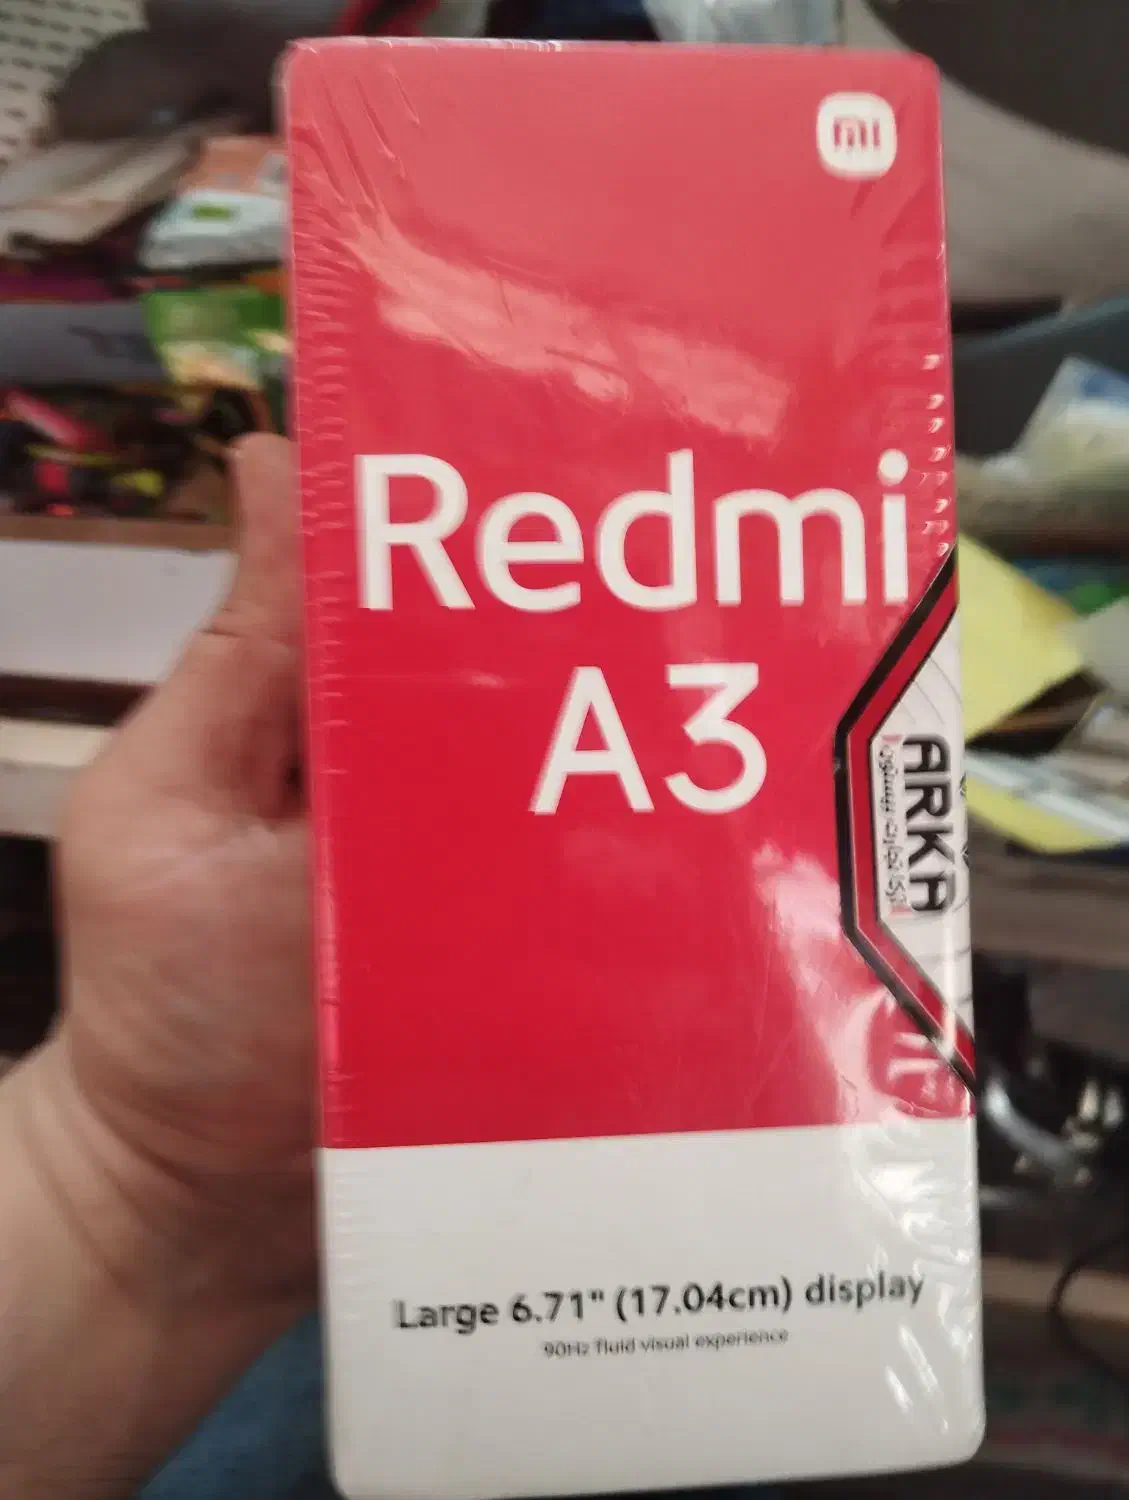 mi
Redmi
A3
ARKA
Large 6.71" (17.04cm) display
90Hz fluid visual experience